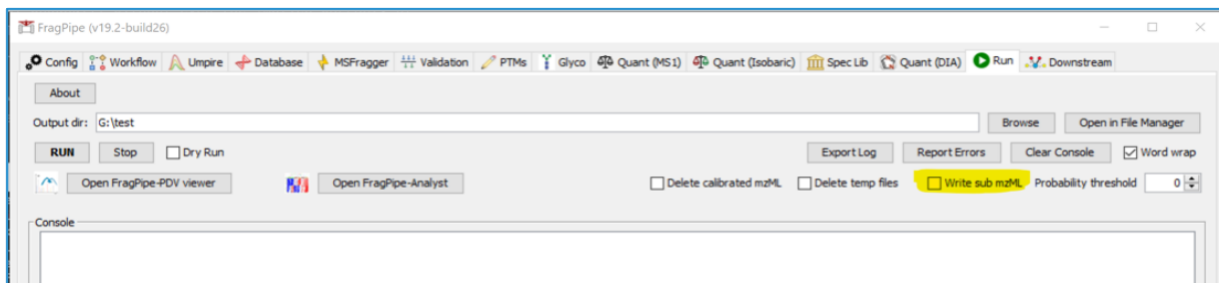 FragPipe (v19.2-build26)
Config Workflow Umpire Database MSFragger Validation PTMs Glyco Quant (MS1) Quant (Isobaric) Spec Lib Quant (DIA) Run Downstream
About
Output dir: G:\test Browse Open in File Manager
RUN Stop Dry Run Export Log Report Errors Clear Console Word wrap
Open FragPipe-PDV viewer Open FragPipe-Analyst Delete calibrated mzML Delete temp files Write sub mzML Probability threshold 0
Console